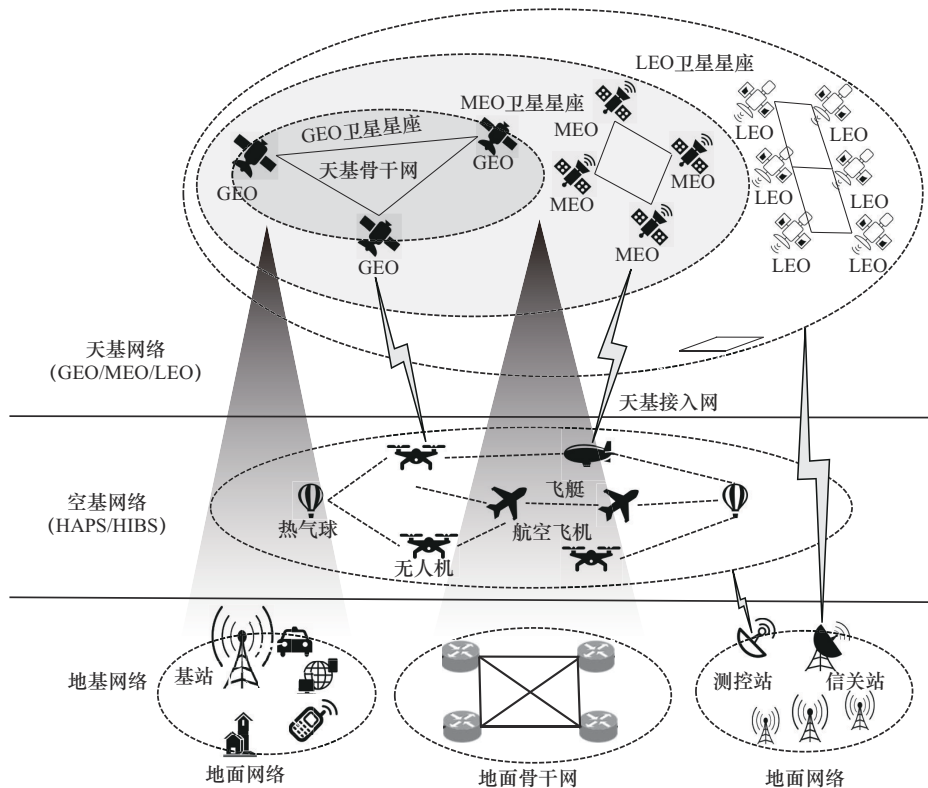 LEO卫星星座
MEO卫星星座
GEO卫星星座
天基骨干网
GEO
GEO
GEO
MEO
MEO
MEO
MEO
LEO
LEO
LEO
LEO
LEO
LEO
天基网络
(GEO/MEO/LEO)
天基接入网
空基网络
(HAPS/HIBS)
热气球
飞艇
航空飞机
无人机
地基网络
基站
测控站
信关站
地面网络
地面骨干网
地面网络